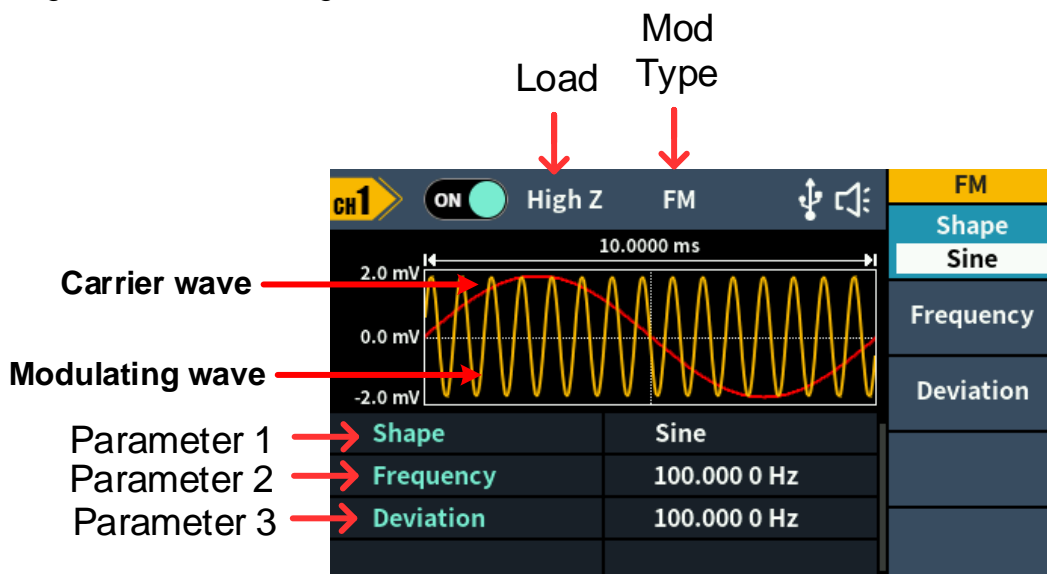 Mod
Load Type
CH1 ON High Z FM FM
Shape
Sine
10.0000 ms
Carrier wave 2.0 mV
Frequency
0.0 mV
Modulating wave
-2.0 mV Deviation
Parameter 1 Shape Sine
Parameter 2 Frequency 100.000 0 Hz
Parameter 3 Deviation 100.000 0 Hz